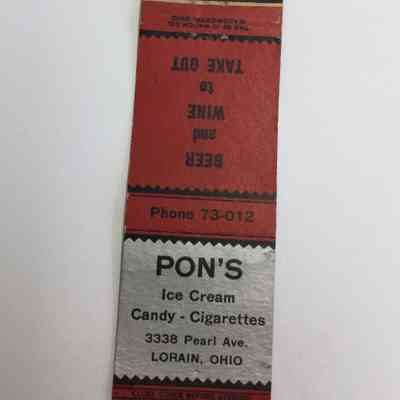 BEER
and
WINE
to
TAKE OUT
Phone 73-012
PON'S
Ice Cream
Candy - Cigarettes
3338 Pearl Ave.
LORAIN, OHIO